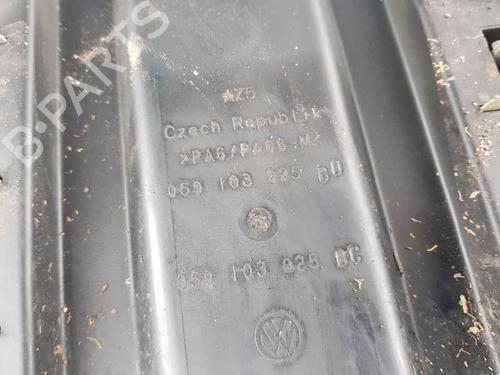 B-PARTS
AZ5
Czech Republik
>PA6/PA66-M<
059 103 925 BD
059 103 925 BC